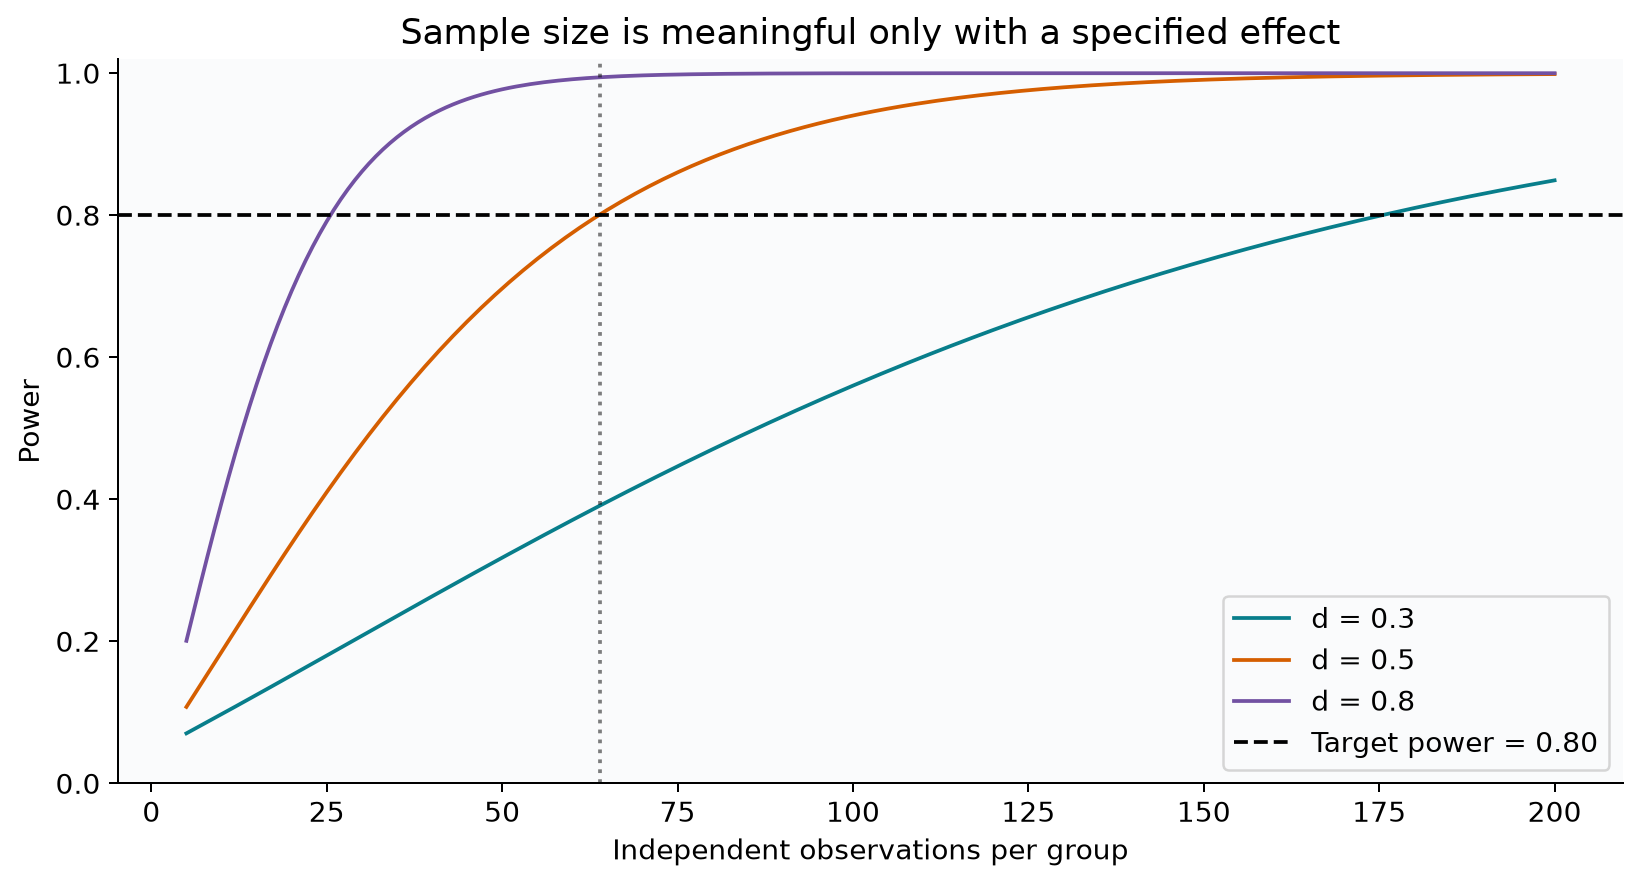 Sample size is meaningful only with a specified effect
1.0
0.8
0.6
0.4
0.2
0.0
Power
0
25
50
75
100
125
150
175
200
Independent observations per group
d = 0.3
d = 0.5
d = 0.8
Target power = 0.80